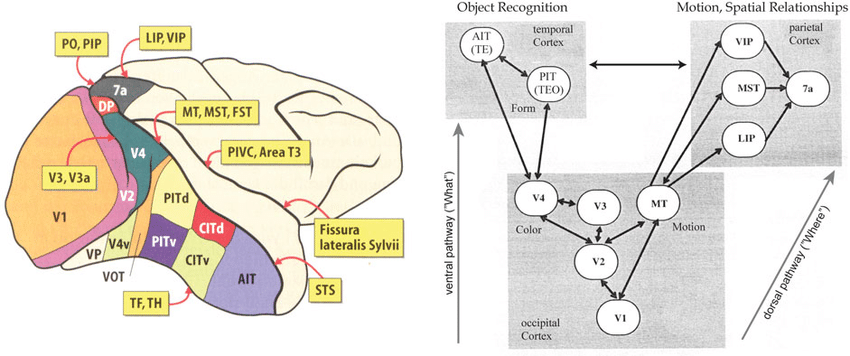 PO, PIP
LIP, VIP
7a
DP
MT, MST, FST
V4
PIVC, Area T3
V3, V3a
V2
V1
PITd
CITd
PITv
CITv
AIT
V4v
VP
VOT
Fissura
lateralis Sylvii
STS
TF, TH
Object Recognition
Motion, Spatial Relationships
AIT
(TE)
temporal
Cortex
PIT
(TEO)
Form
VIP
parietal
Cortex
MST
7a
LIP
V4
V3
MT
Color
Motion
V2
V1
occipital
Cortex
ventral pathway ("What")
dorsal pathway ("Where")